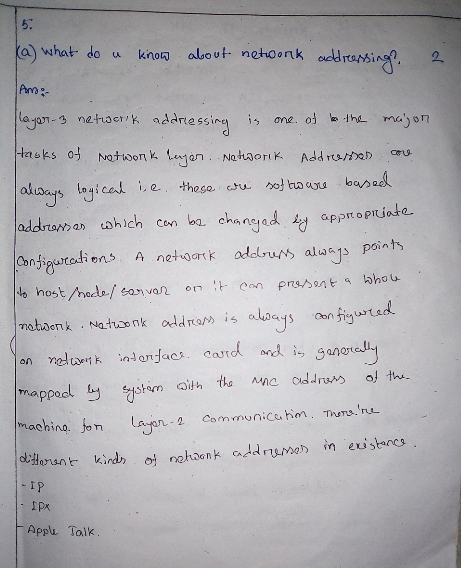 5:
(a) What do u know about network addressing?. 2
Ans:-
Layer-3 network addressing is one of the major
tasks of Network Layer. Network Addresses are
always logical i.e. these are software based
addresses which can be changed by appropriate
Configurations. A network address always points
to host/node/server or it can present a whole
network. Network address is always configured
on network interface card and is generally
mapped by system with the mac address of the
machine for Layer-2 communication. There're
different kinds of network addresses in existance.
- IP
- IPX
- Apple Talk.